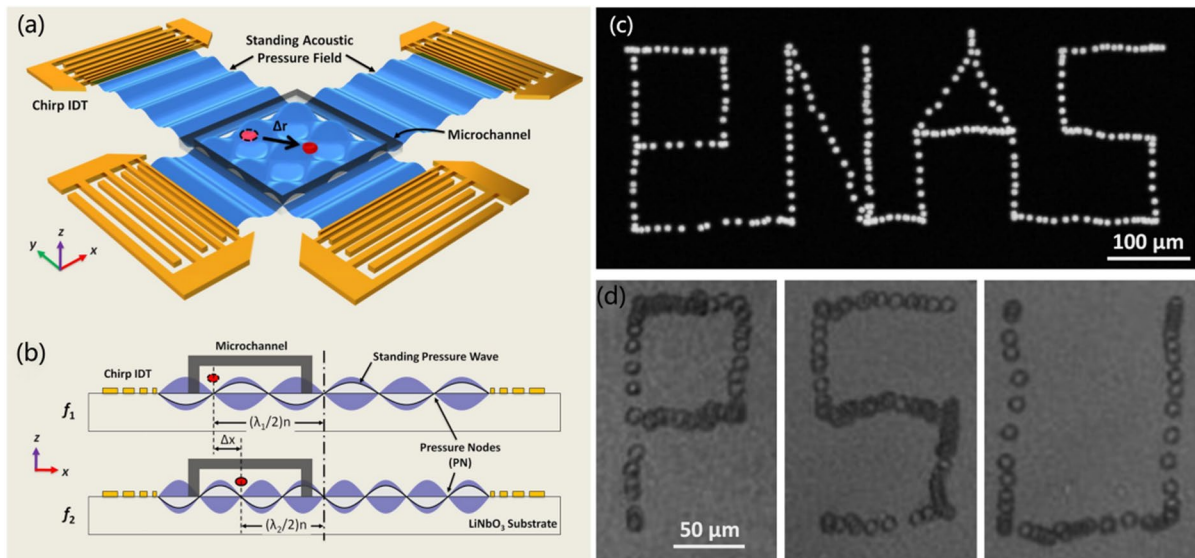 (a)
Standing Acoustic
Pressure Field
Chirp IDT
Δr
Microchannel
z
y
x
(b)
Microchannel
Chirp IDT
Standing Pressure Wave
f₁
(λ₁/2)n
Δx
z
x
Pressure Nodes
(PN)
f₂
(λ₂/2)n
LiNbO₃ Substrate
(c)
PNAS
100 μm
(d)
P S U
50 μm